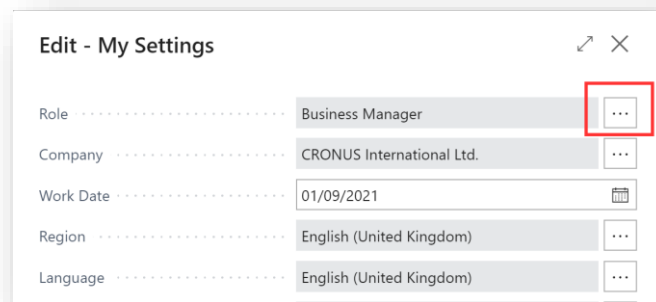 Edit - My Settings
Role Business Manager ...
Company CRONUS International Ltd. ...
Work Date 01/09/2021
Region English (United Kingdom) ...
Language English (United Kingdom) ...